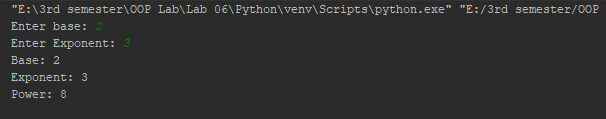 "E:\3rd semester\OOP Lab\Lab 06\Python\venv\Scripts\python.exe" "E:/3rd semester/OOP
Enter base: 2
Enter Exponent: 3
Base: 2
Exponent: 3
Power: 8